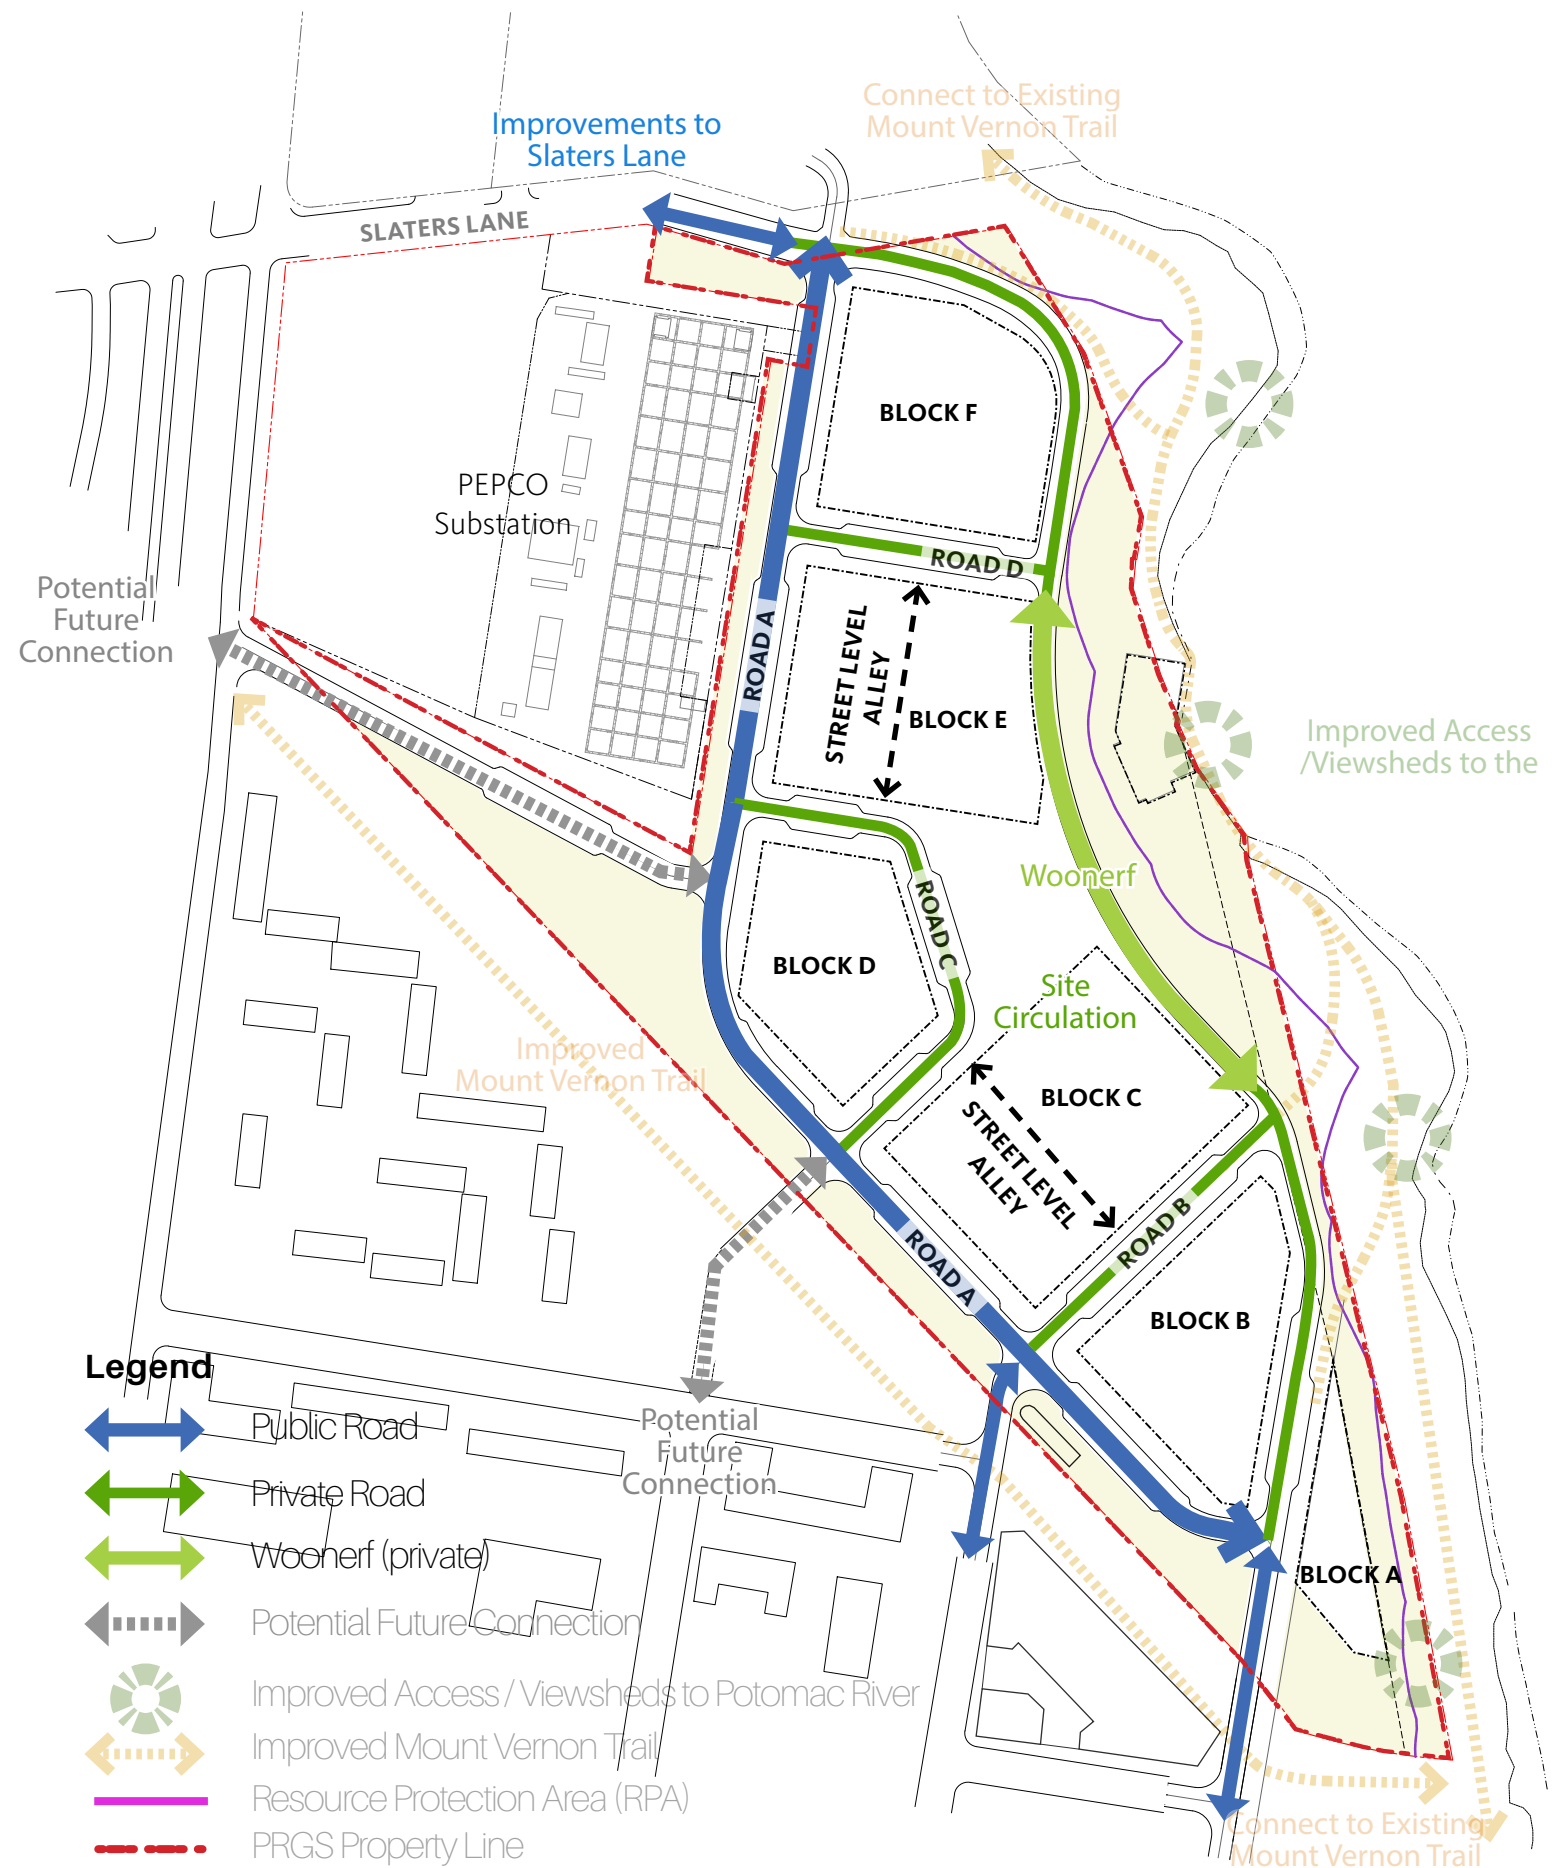 Connect to Existing
Mount Vernon Trail
Improvements to
Slaters Lane
SLATERS LANE
BLOCK F
PEPCO
Substation
ROAD D
Potential
Future
Connection
ROAD A
STREET LEVEL
ALLEY
BLOCK E
Improved Access
/Viewsheds to the
Woonerf
ROAD C
BLOCK D
Site
Circulation
Improved
Mount Vernon Trail
BLOCK C
STREET LEVEL
ALLEY
ROAD B
ROAD A
BLOCK B
Legend
Public Road
Private Road
Woonerf (private)
Potential Future Connection
Improved Access / Viewsheds to Potomac River
Improved Mount Vernon Trail
Resource Protection Area (RPA)
PRGS Property Line
Potential
Future
Connection
BLOCK A
Connect to Existing
Mount Vernon Trail